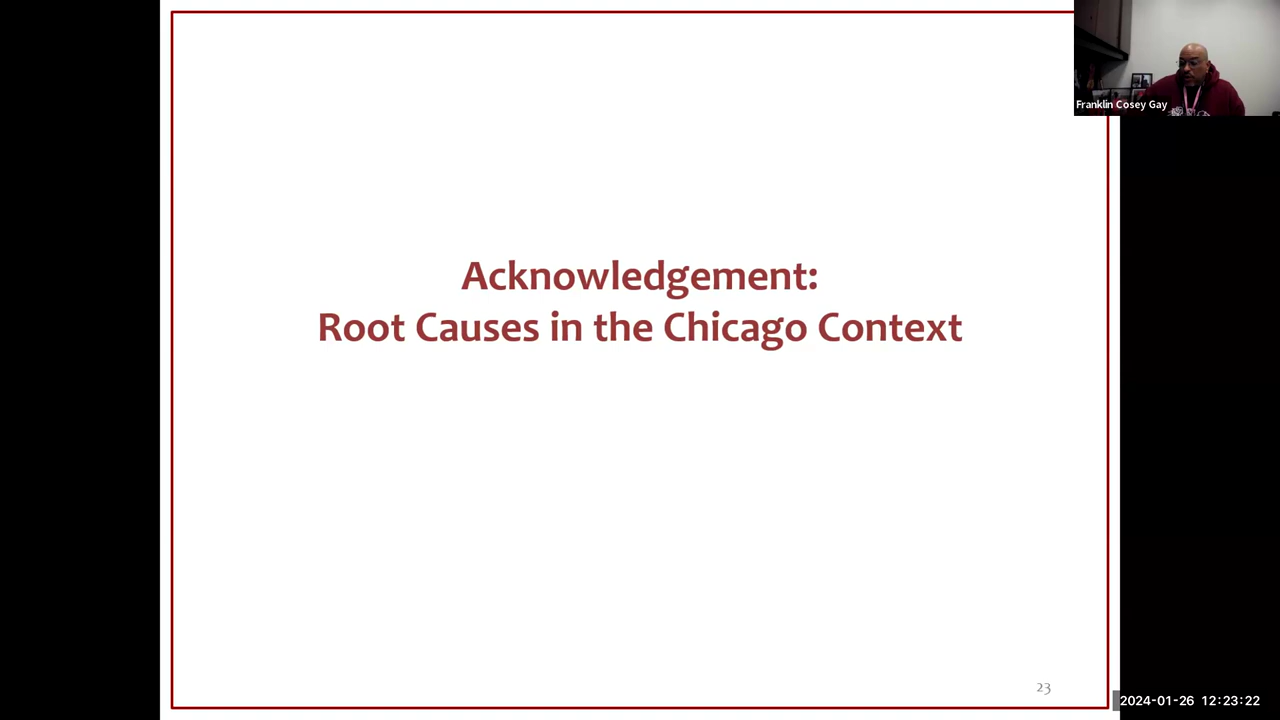 Franklin Cosey Gay
Acknowledgement:
Root Causes in the Chicago Context
23
2024-01-26 12:23:22